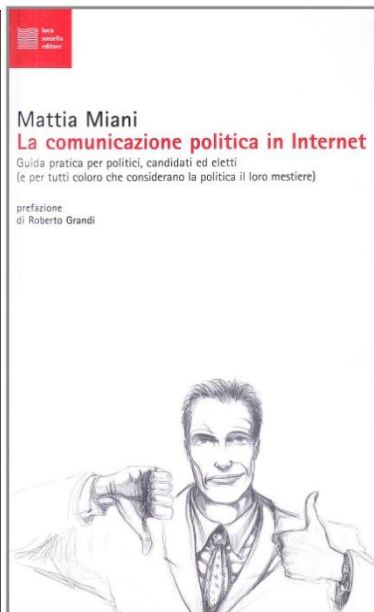 luca
sossella
editore
Mattia Miani
La comunicazione politica in Internet
Guida pratica per politici, candidati ed eletti
(e per tutti coloro che considerano la politica il loro mestiere)
prefazione
di Roberto Grandi